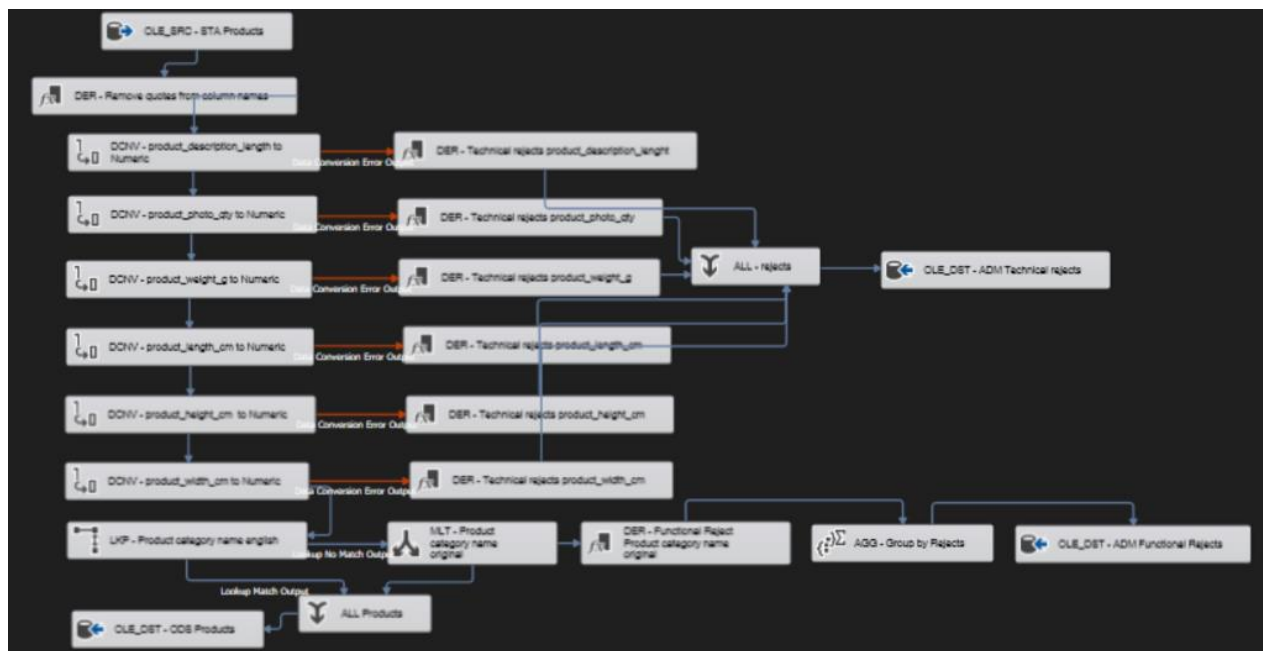 OLE_SRC - STA Products
DER - Remove quotes from column names
DCNV - product_description_length to
Numeric
Data Conversion Error Output
DER - Technical rejects product_description_lenght
DCNV - product_photo_qty to Numeric
Data Conversion Error Output
DER - Technical rejects product_photo_qty
DCNV - product_weight_g to Numeric
Data Conversion Error Output
DER - Technical rejects product_weight_g
ALL - rejects
OLE_DST - ADM Technical rejects
DCNV - product_length_cm to Numeric
Data Conversion Error Output
DER - Technical rejects product_length_cm
DCNV - product_height_cm to Numeric
Data Conversion Error Output
DER - Technical rejects product_height_cm
DCNV - product_width_cm to Numeric
Data Conversion Error Output
DER - Technical rejects product_width_cm
LKP - Product category name english
Lookup No Match Output
MLT - Product
category name
original
DER - Functional Reject
Product category name
original
AGG - Group by Rejects
OLE_DST - ADM Functional Rejects
Lookup Match Output
ALL Products
OLE_DST - ODS Products